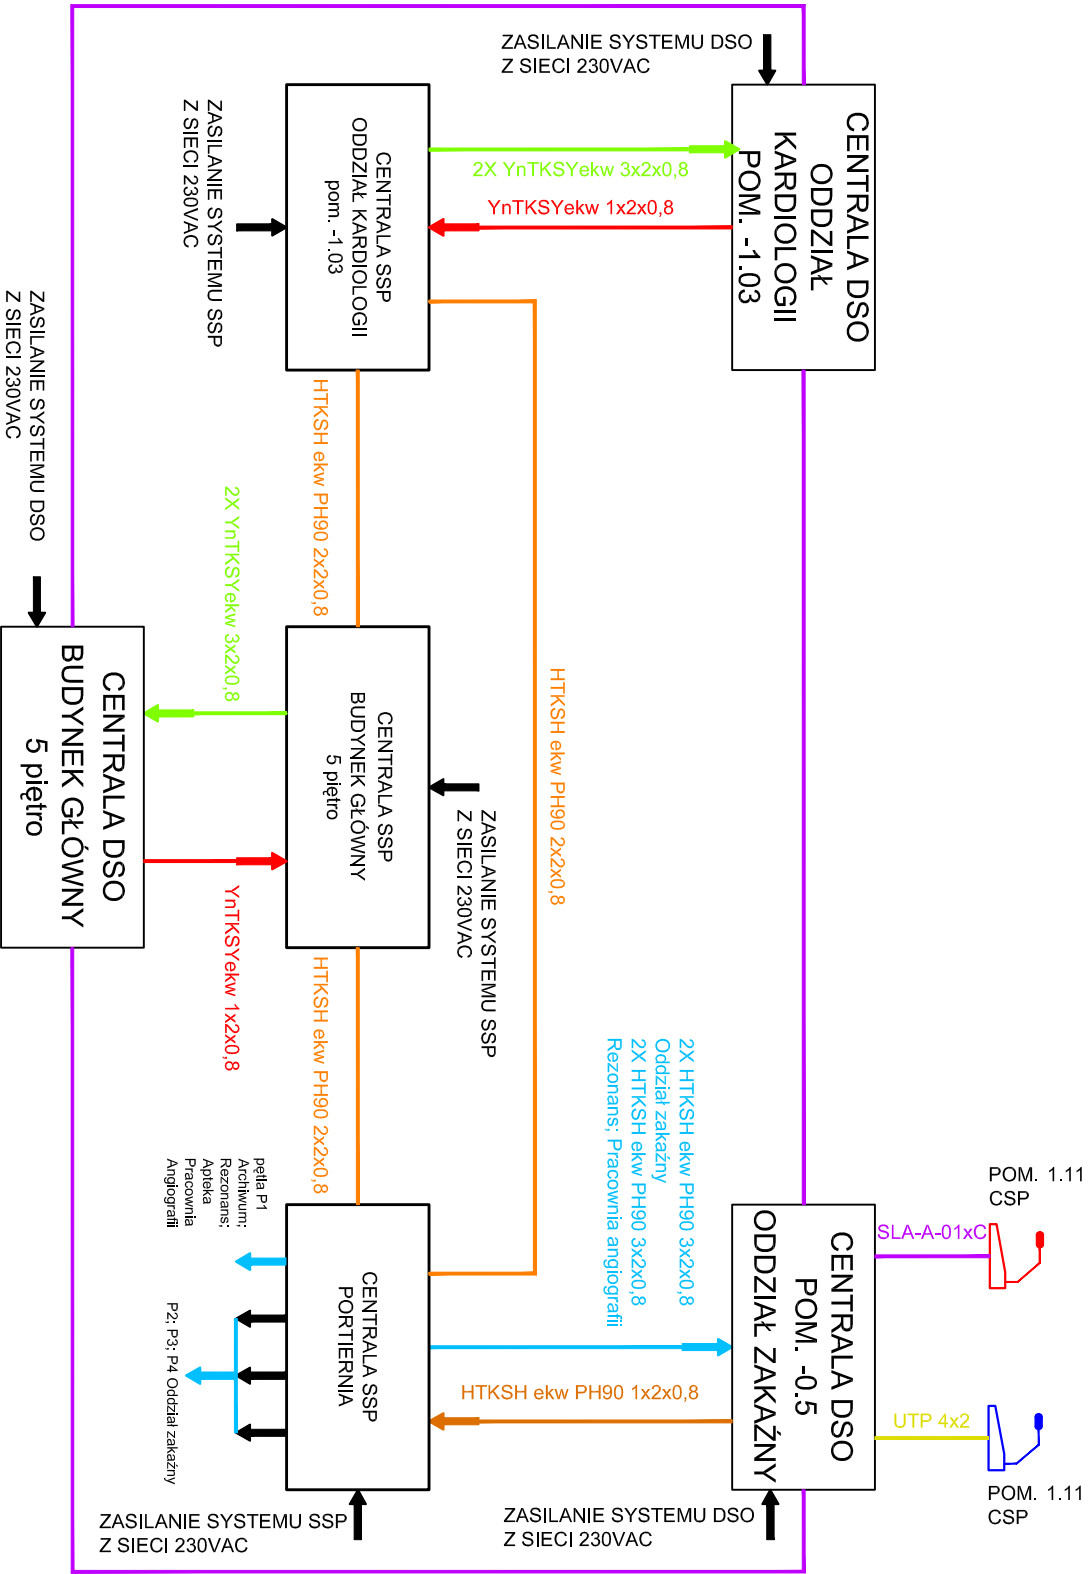 ZASILANIE SYSTEMU DSO
Z SIECI 230VAC
CENTRALA DSO
ODDZIAŁ
KARDIOLOGII
POM. -1.03
2X YnTKSYekw 3x2x0,8
YnTKSYekw 1x2x0,8
CENTRALA SSP
ODDZIAŁ KARDIOLOGII
pom. -1.03
ZASILANIE SYSTEMU SSP
Z SIECI 230VAC
ZASILANIE SYSTEMU DSO
Z SIECI 230VAC
HTKSH ekw PH90 2x2x0,8
2X YnTKSYekw 3x2x0,8
HTKSH ekw PH90 2x2x0,8
CENTRALA DSO
BUDYNEK GŁÓWNY
5 piętro
CENTRALA SSP
BUDYNEK GŁÓWNY
5 piętro
ZASILANIE SYSTEMU SSP
Z SIECI 230VAC
YnTKSYekw 1x2x0,8
HTKSH ekw PH90 2x2x0,8
2X HTKSH ekw PH90 3x2x0,8
Oddział zakaźny
2X HTKSH ekw PH90 3x2x0,8
Rezonans; Pracownia angiografii
pętla P1
Archiwum;
Rezonans;
Apteka
Pracownia
Angiografii
P2; P3; P4 Oddział zakaźny
CENTRALA SSP
PORTIERNIA
CENTRALA DSO
POM. -0.5
ODDZIAŁ ZAKAŹNY
POM. 1.11
CSP
SLA-A-01xC
HTKSH ekw PH90 1x2x0,8
UTP 4x2
POM. 1.11
CSP
ZASILANIE SYSTEMU SSP
Z SIECI 230VAC
ZASILANIE SYSTEMU DSO
Z SIECI 230VAC